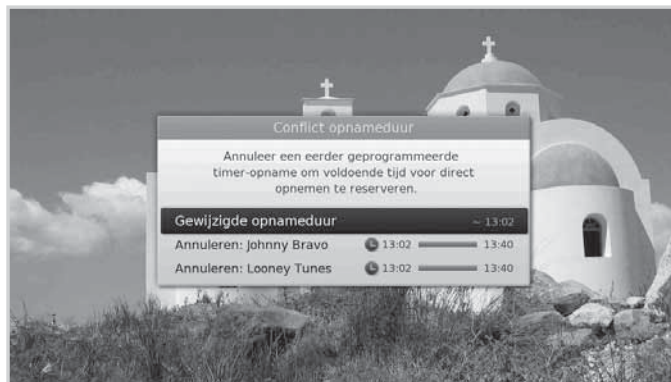 Conflict opnameduur
Annuleer een eerder geprogrammeerde
timer-opname om voldoende tijd voor direct
opnemen te reserveren.
Gewijzigde opnameduur ~ 13:02
Annuleren: Johnny Bravo 13:02 13:40
Annuleren: Looney Tunes 13:02 13:40